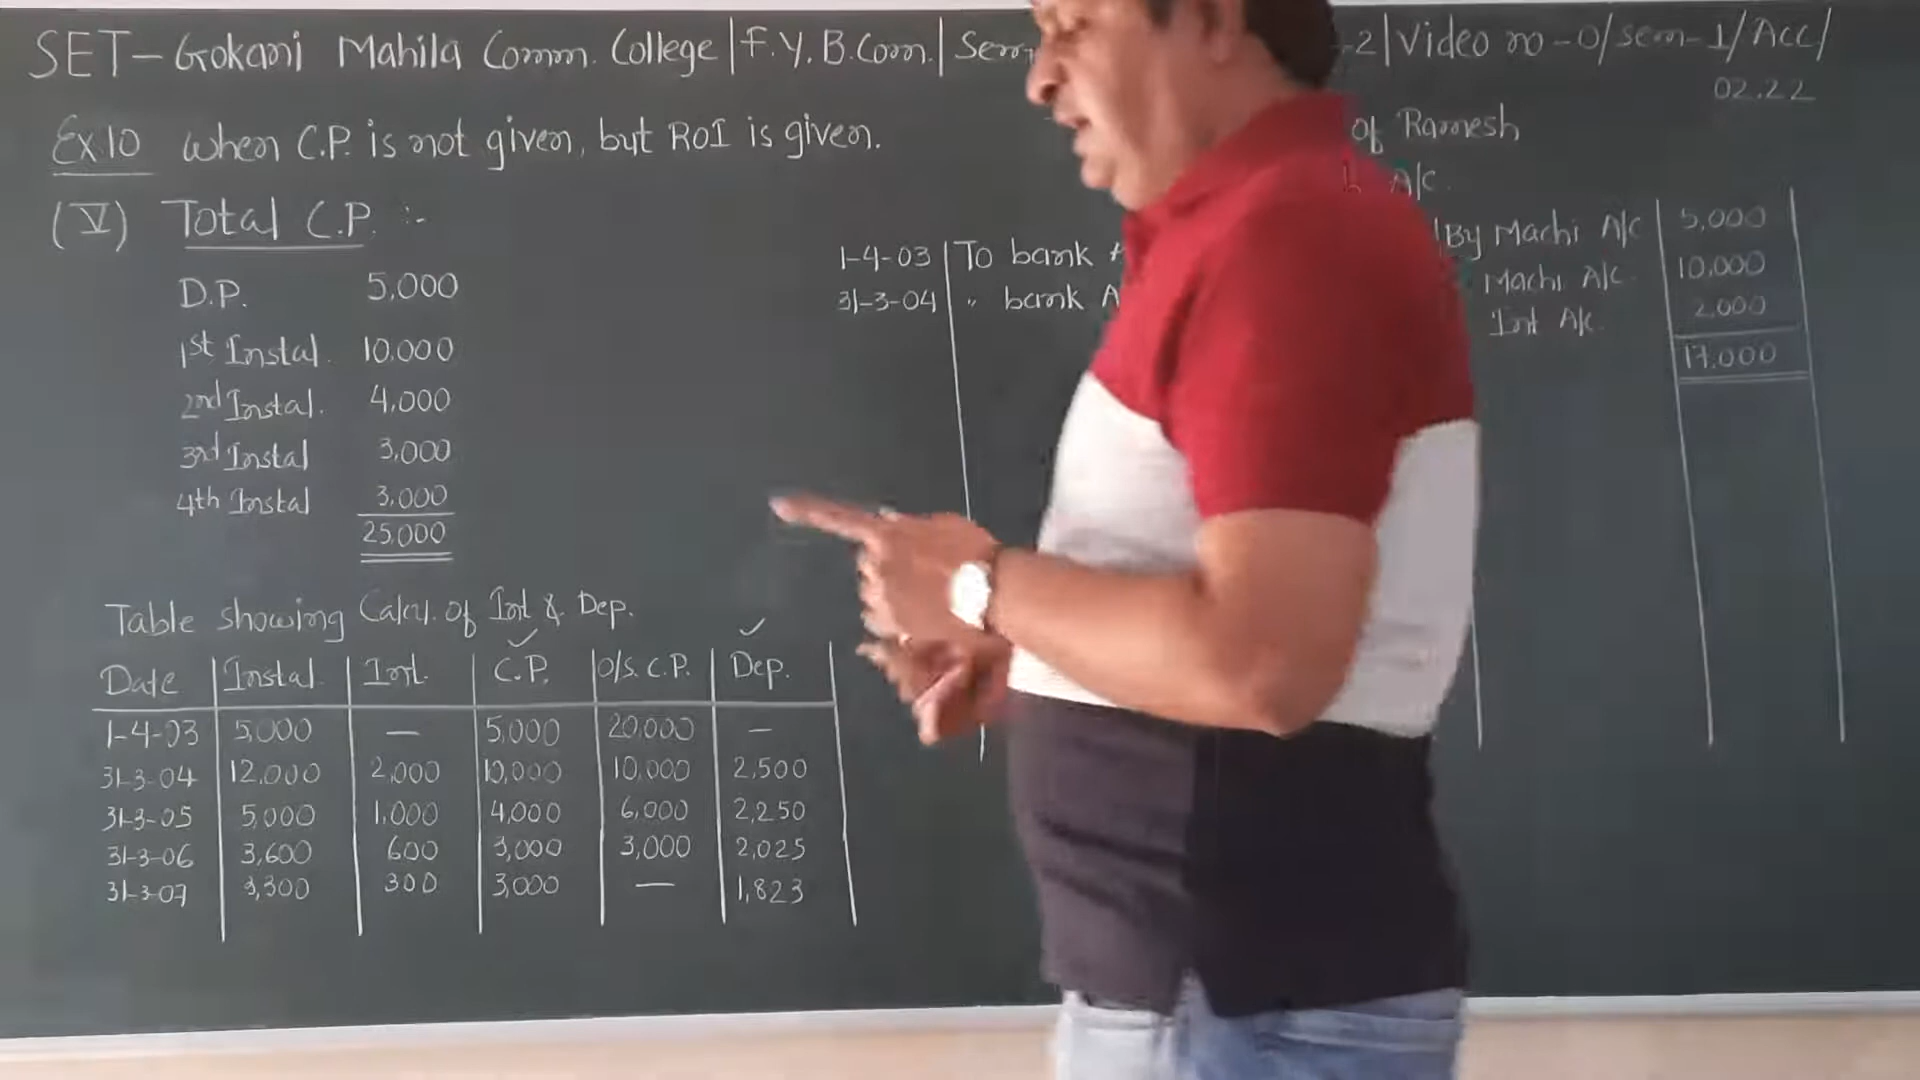 SET - Gokani Mahila Comm. College | F.Y. B.Com. | Sem -2 | Video no - 0 / sem - 1 / Acc /
02.22
Ex 10 When C.P. is not given, but ROI is given.
(V) Total C.P. :-
D.P. 5,000
1st Instal. 10,000
2nd Instal. 4,000
3rd Instal 3,000
4th Instal 3,000
25,000
Table showing Calcu. of Int & Dep.
Date | Instal. | Int. | C.P. | O/S. C.P. | Dep.
1-4-03 | 5,000 | — | 5,000 | 20,000 | —
31-3-04 | 12,000 | 2,000 | 10,000 | 10,000 | 2,500
31-3-05 | 5,000 | 1,000 | 4,000 | 6,000 | 2,250
31-3-06 | 3,600 | 600 | 3,000 | 3,000 | 2,025
31-3-07 | 3,300 | 300 | 3,000 | — | 1,823
of Ramesh
A/c.
1-4-03 | To bank | By Machi A/c | 5,000
31-3-04 | " bank A | Machi A/c. | 10,000
Int A/c. | 2,000
17,000